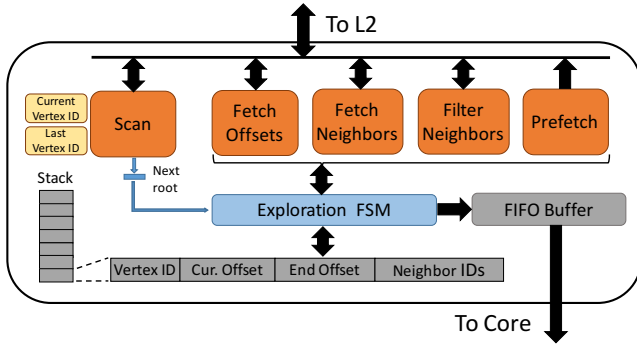 To L2
Current
Vertex ID
Last
Vertex ID
Scan
Fetch
Offsets
Fetch
Neighbors
Filter
Neighbors
Prefetch
Next
root
Stack
Exploration FSM
FIFO Buffer
Vertex ID
Cur. Offset
End Offset
Neighbor IDs
To Core